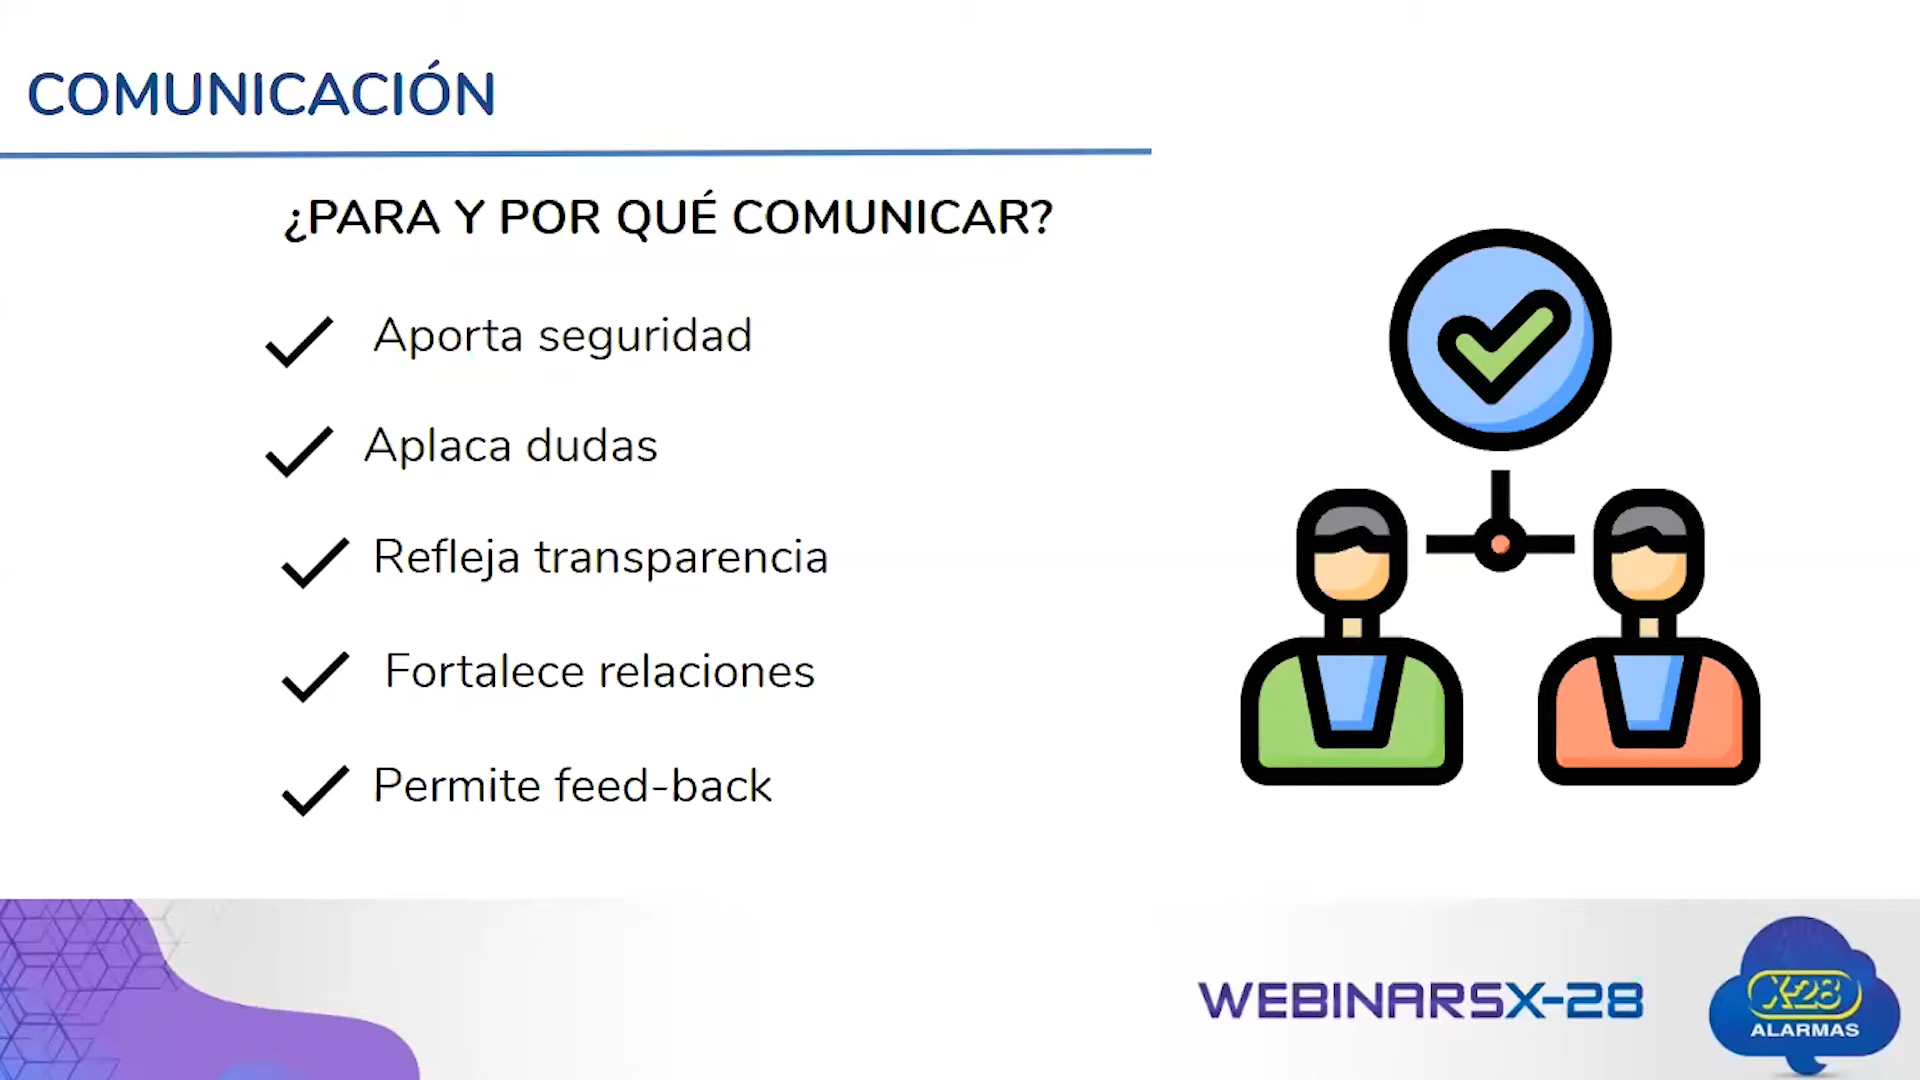 COMUNICACIÓN
¿PARA Y POR QUÉ COMUNICAR?
Aporta seguridad
Aplaca dudas
Refleja transparencia
Fortalece relaciones
Permite feed-back
WEBINARSX-28
X-28
ALARMAS